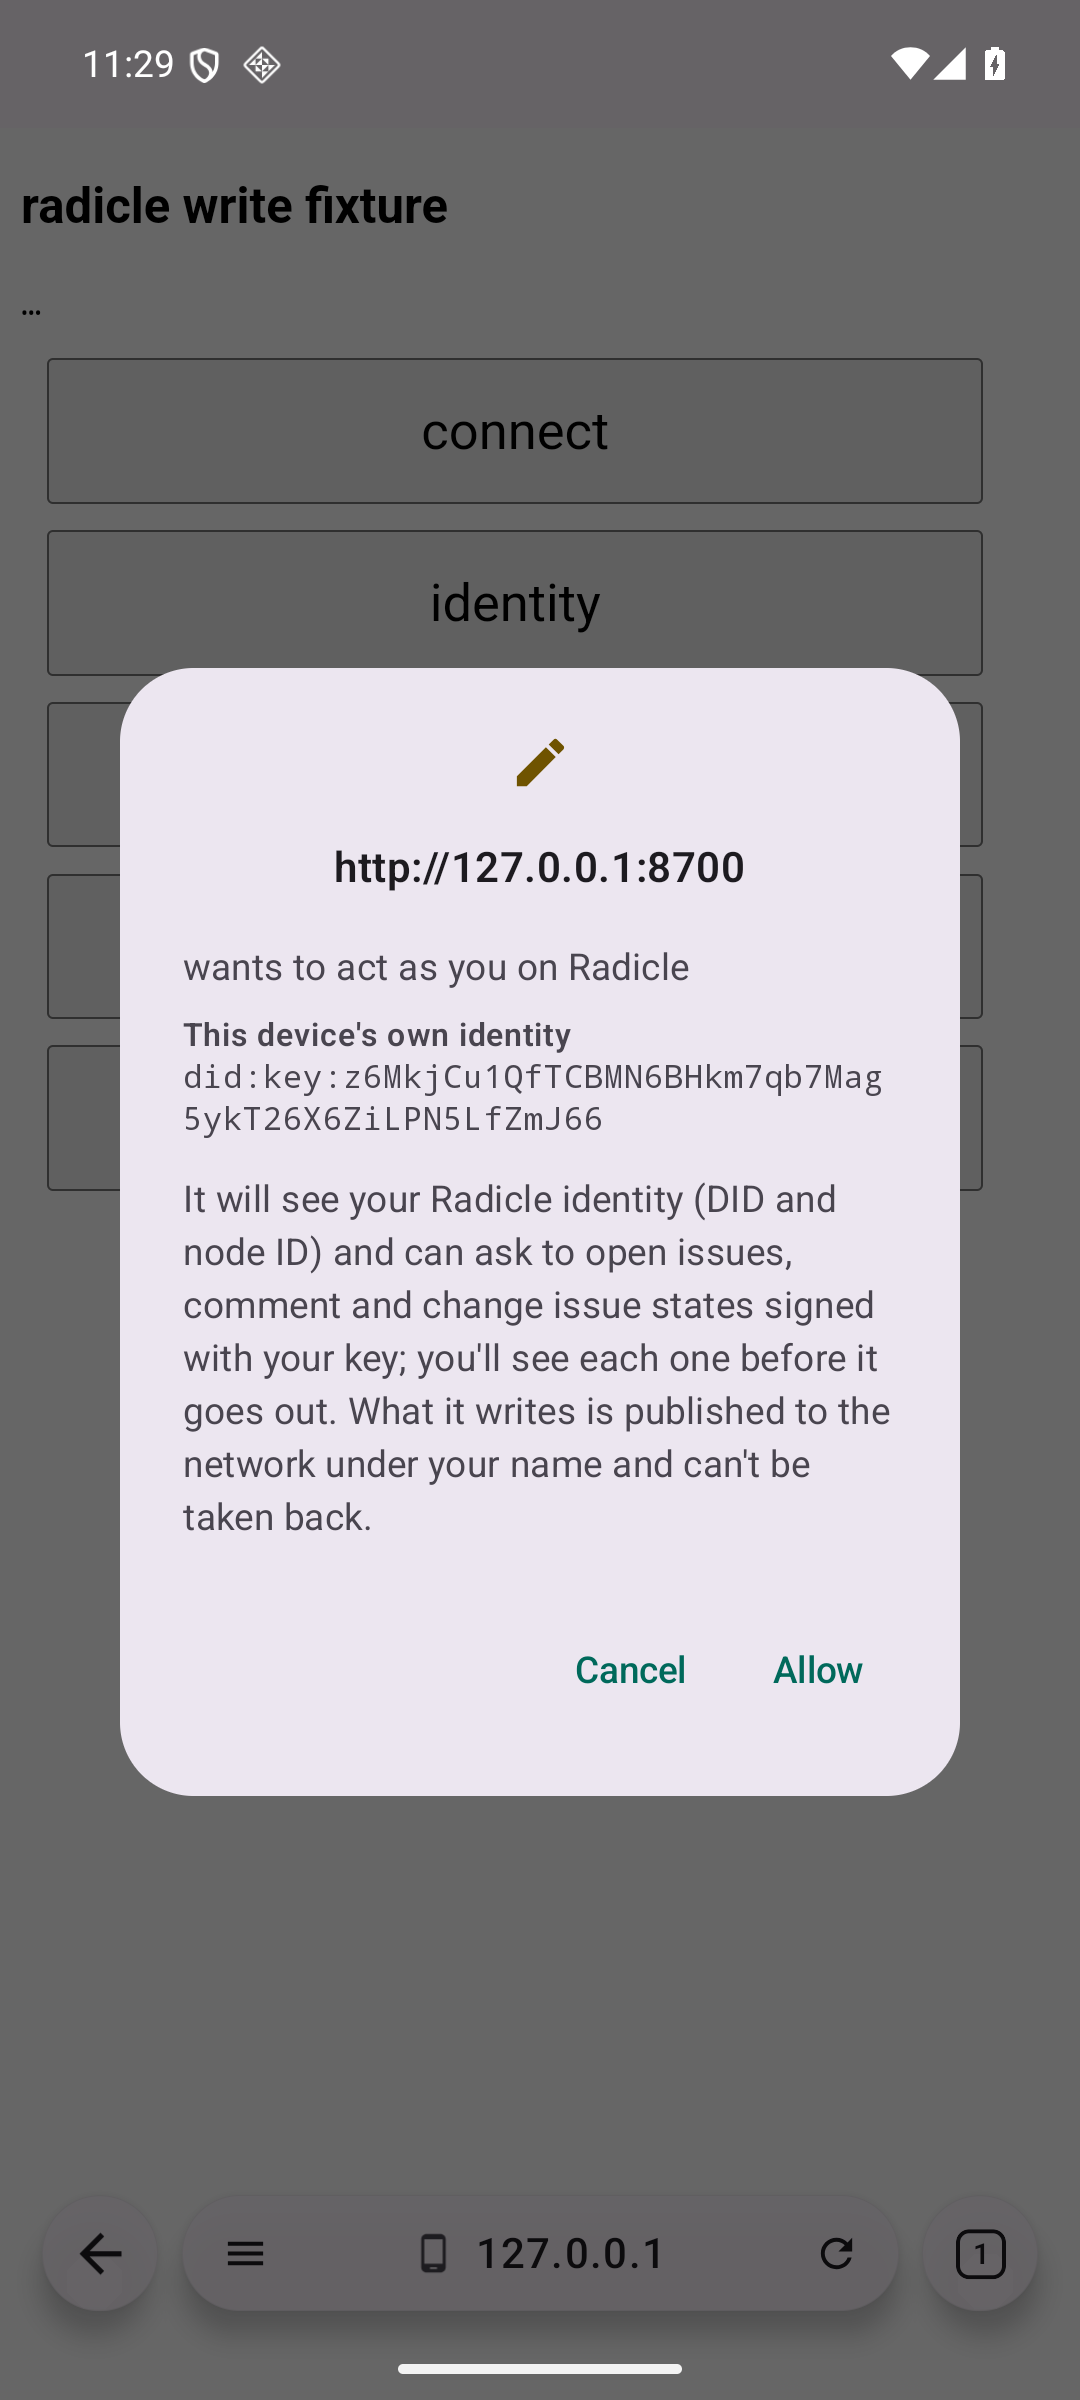 11:29
radicle write fixture
…
connect
identity
http://127.0.0.1:8700
wants to act as you on Radicle
This device's own identity
did:key:z6MkjCu1QfTCBMN6BHkm7qb7Mag
5ykT26X6ZiLPN5LfZmJ66
It will see your Radicle identity (DID and
node ID) and can ask to open issues,
comment and change issue states signed
with your key; you'll see each one before it
goes out. What it writes is published to the
network under your name and can't be
taken back.
Cancel Allow
127.0.0.1
1